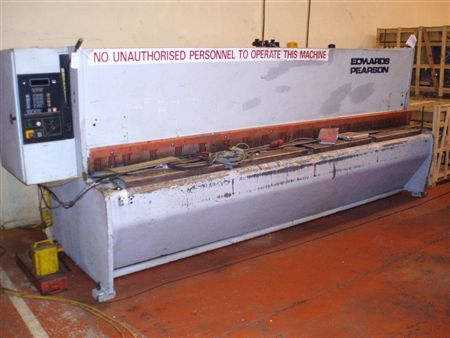 NO UNAUTHORISED PERSONNEL TO OPERATE THIS MACHINE
EDWARDS
PEARSON